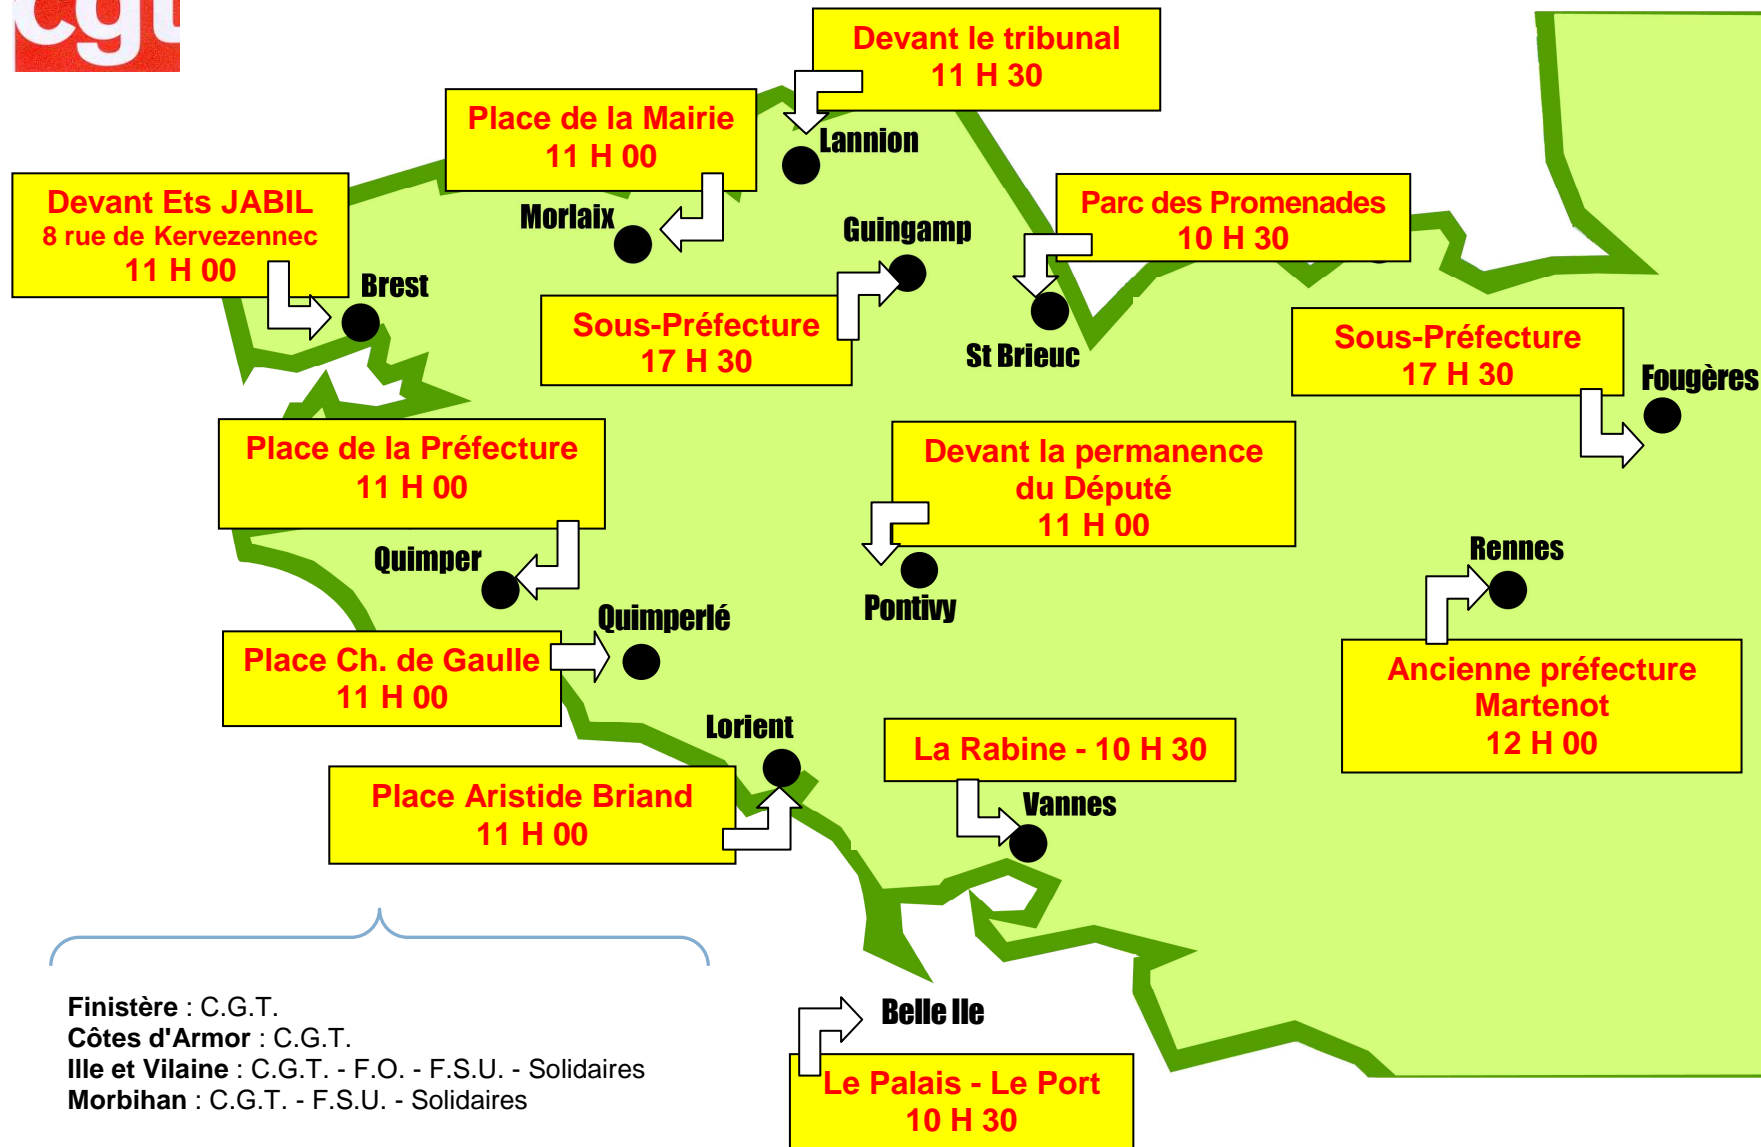 cgt
Devant le tribunal
11 H 30
Place de la Mairie
11 H 00
Lannion
Devant Ets JABIL
8 rue de Kervezennec
11 H 00
Morlaix
Parc des Promenades
10 H 30
Guingamp
Brest
Sous-Préfecture
17 H 30
St Brieuc
Sous-Préfecture
17 H 30
Fougères
Place de la Préfecture
11 H 00
Devant la permanence
du Député
11 H 00
Quimper
Rennes
Pontivy
Quimperlé
Place Ch. de Gaulle
11 H 00
Ancienne préfecture
Martenot
12 H 00
Lorient
La Rabine - 10 H 30
Place Aristide Briand
11 H 00
Vannes
Finistère : C.G.T.
Côtes d'Armor : C.G.T.
Ille et Vilaine : C.G.T. - F.O. - F.S.U. - Solidaires
Morbihan : C.G.T. - F.S.U. - Solidaires
Belle Ile
Le Palais - Le Port
10 H 30